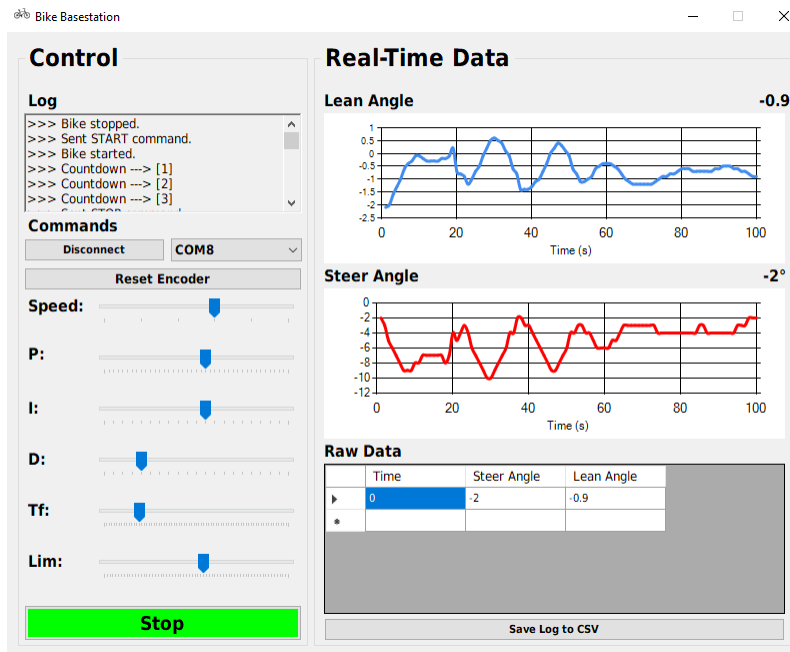 Bike Basestation
Control
Log
>>> Bike stopped.
>>> Sent START command.
>>> Bike started.
>>> Countdown ---> [1]
>>> Countdown ---> [2]
>>> Countdown ---> [3]
Commands
Disconnect
COM8
Reset Encoder
Speed:
P:
I:
D:
Tf:
Lim:
Stop
Real-Time Data
Lean Angle
-0.9
1
0.5
0
-0.5
-1
-1.5
-2
-2.5
0 20 40 60 80 100
Time (s)
Steer Angle
-2°
0
-2
-4
-6
-8
-10
-12
0 20 40 60 80 100
Time (s)
Raw Data
Time Steer Angle Lean Angle
0 -2 -0.9
Save Log to CSV